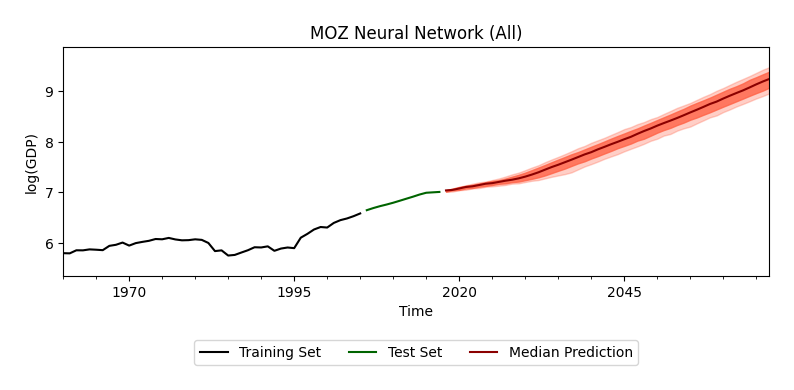 MOZ Neural Network (All)
log(GDP)
9
8
7
6
1970 1995 2020 2045
Time
Training Set Test Set Median Prediction